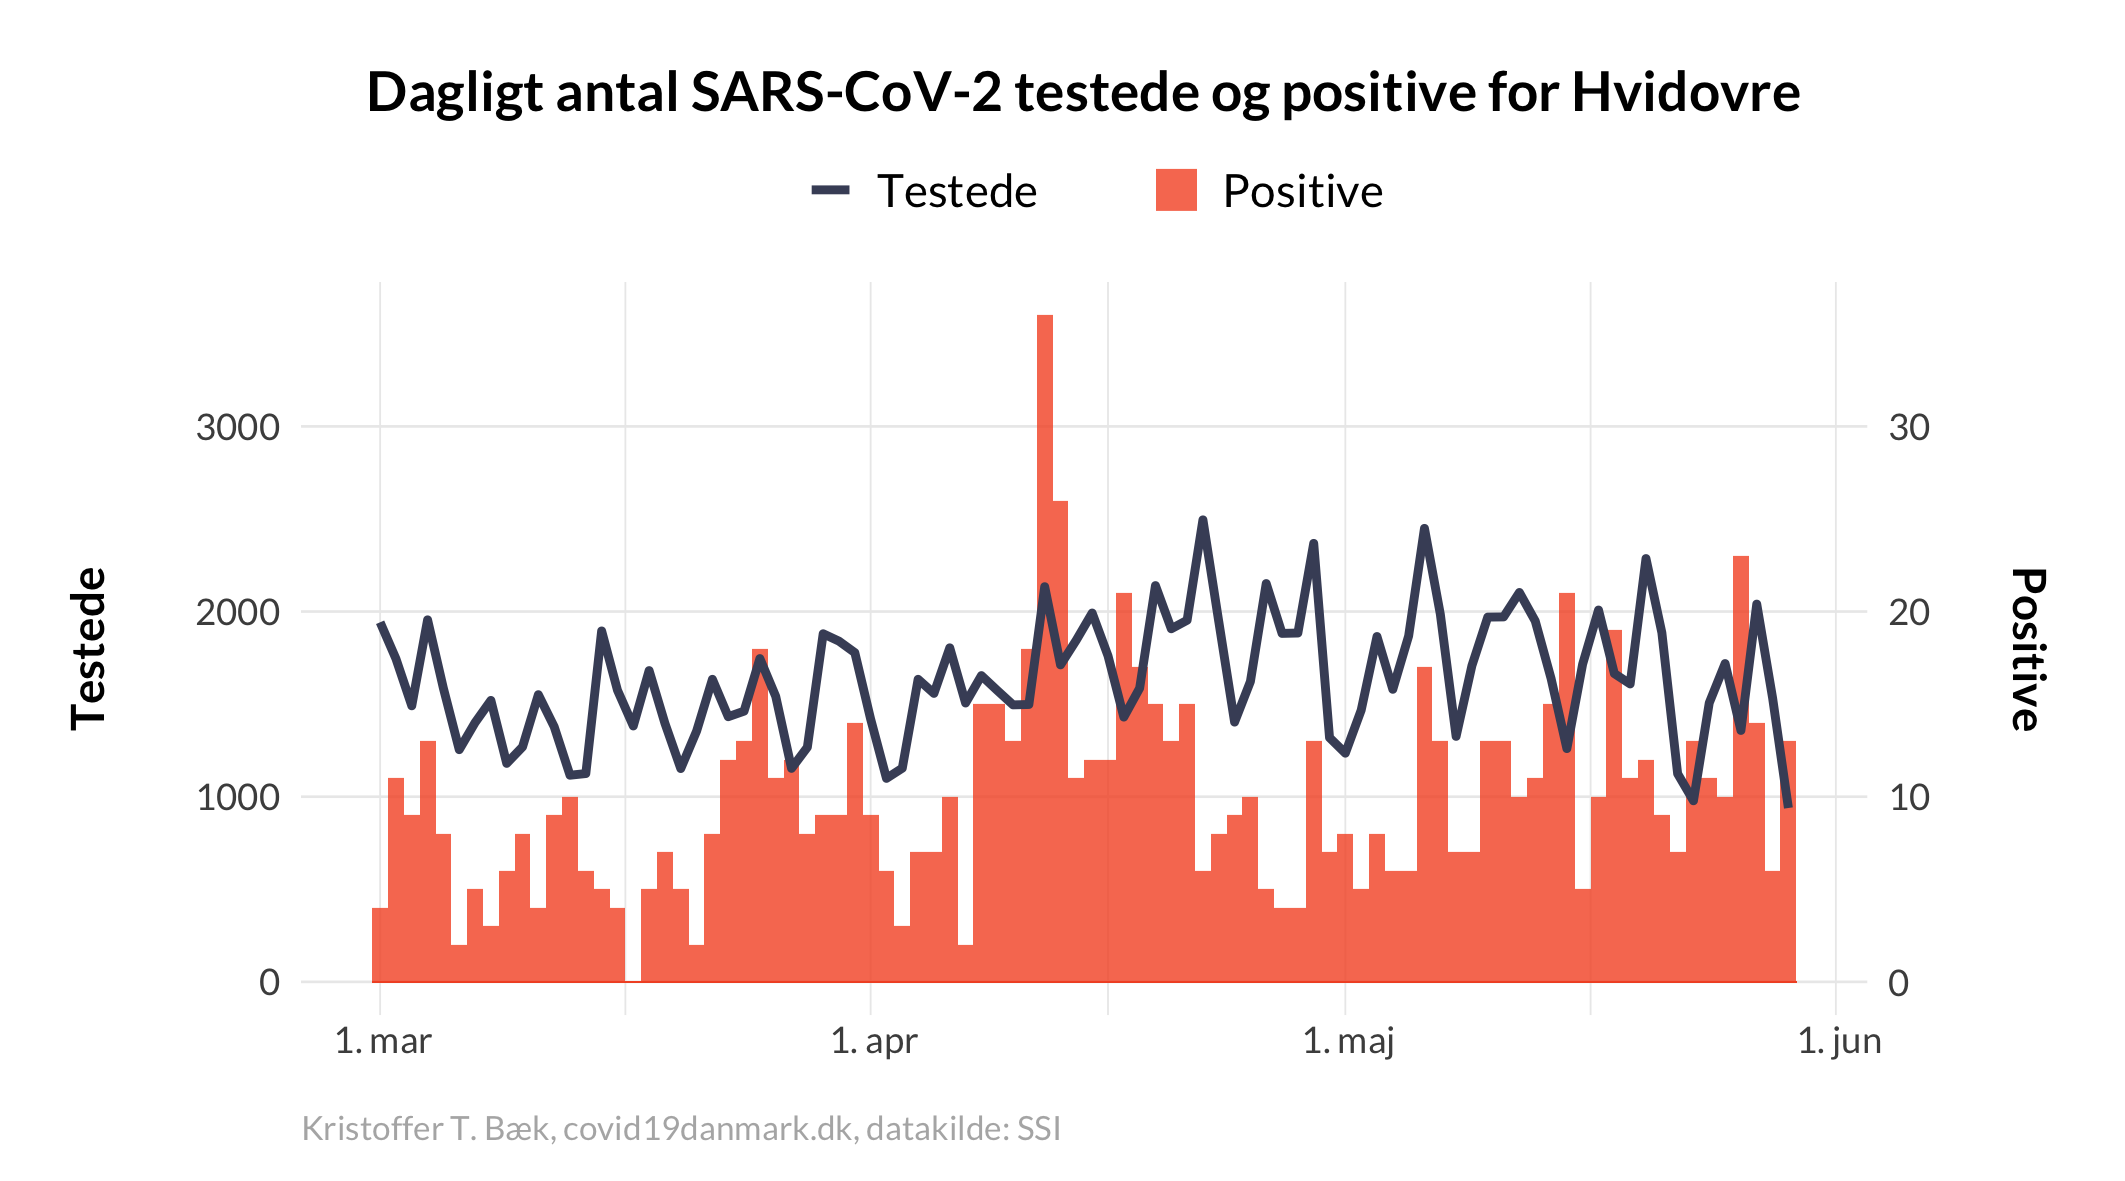 Dagligt antal SARS-CoV-2 testede og positive for Hvidovre
Testede Positive
Testede
3000
2000
1000
0
30
20
10
0
Positive
1. mar 1. apr 1. maj 1. jun
Kristoffer T. Bæk, covid19danmark.dk, datakilde: SSI